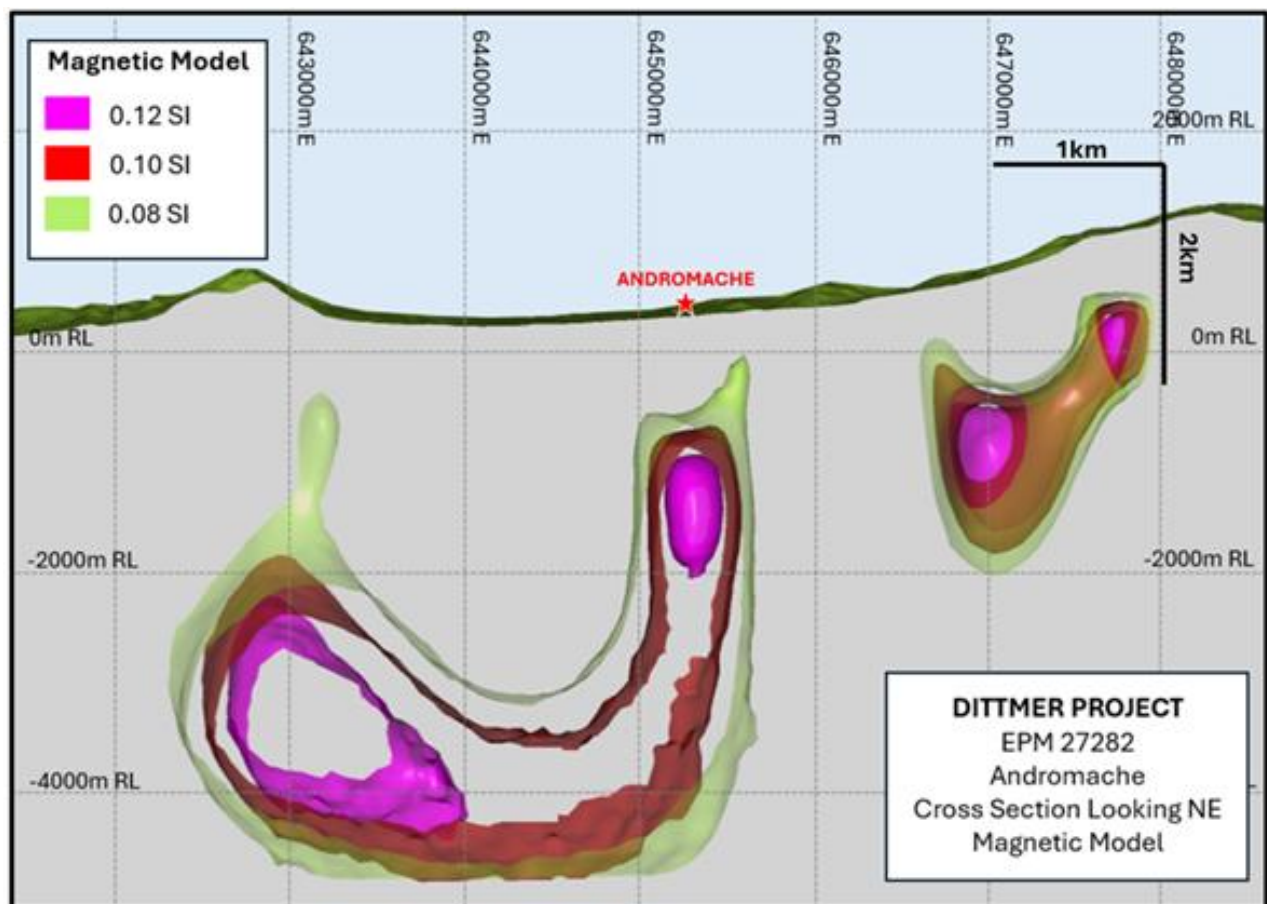 Magnetic Model
0.12 SI
0.10 SI
0.08 SI
643000m E
644000m E
645000m E
646000m E
647000m E
648000m E
2000m RL
1km
2km
ANDROMACHE
0m RL
0m RL
-2000m RL
-2000m RL
-4000m RL
DITTMER PROJECT
EPM 27282
Andromache
Cross Section Looking NE
Magnetic Model